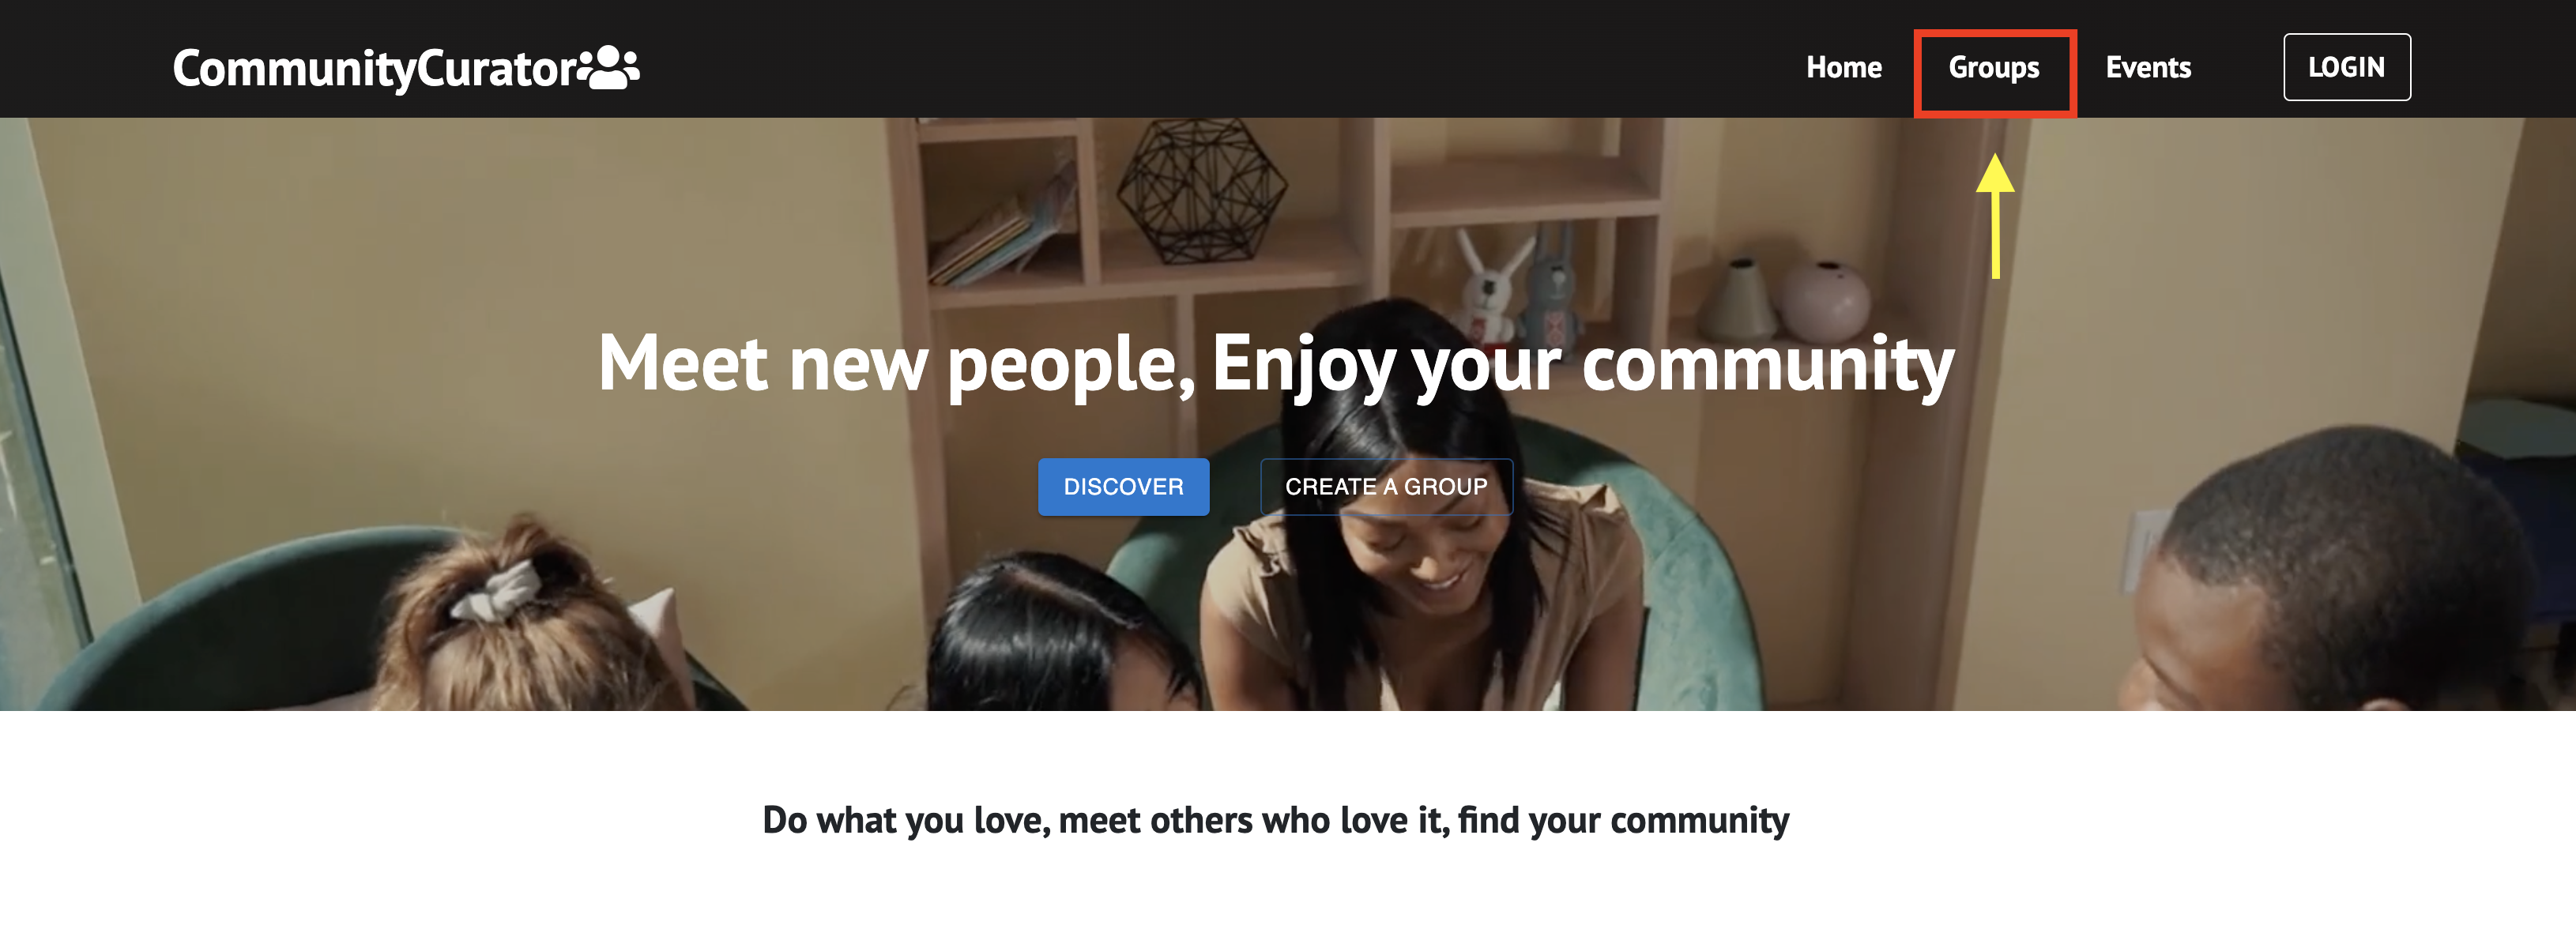 CommunityCurator
Home Groups Events LOGIN
Meet new people, Enjoy your community
DISCOVER CREATE A GROUP
Do what you love, meet others who love it, find your community